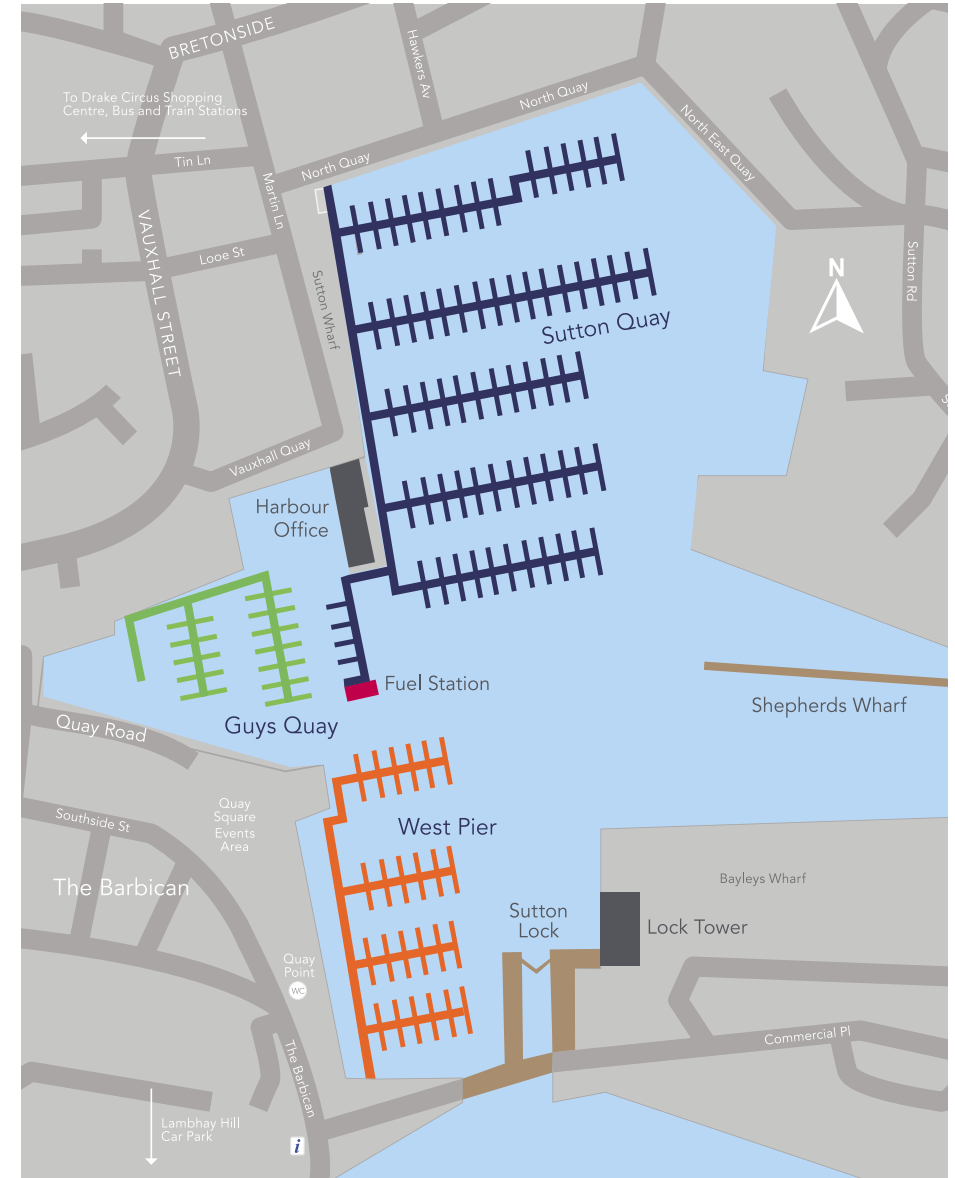 BRETONSIDE
Hawkers Av
To Drake Circus Shopping
Centre, Bus and Train Stations
North Quay
North East Quay
Tin Ln
North Quay
Martin Ln
VAUXHALL STREET
Looe St
Sutton Wharf
Sutton Rd
N
Sutton Quay
Vauxhall Quay
Harbour
Office
Fuel Station
Guys Quay
Shepherds Wharf
Quay Road
Quay
Square
Events
Area
Southside St
West Pier
The Barbican
Bayleys Wharf
Sutton
Lock
Lock Tower
Quay
Point
WC
Commercial Pl
The Barbican
Lambhay Hill
Car Park
i